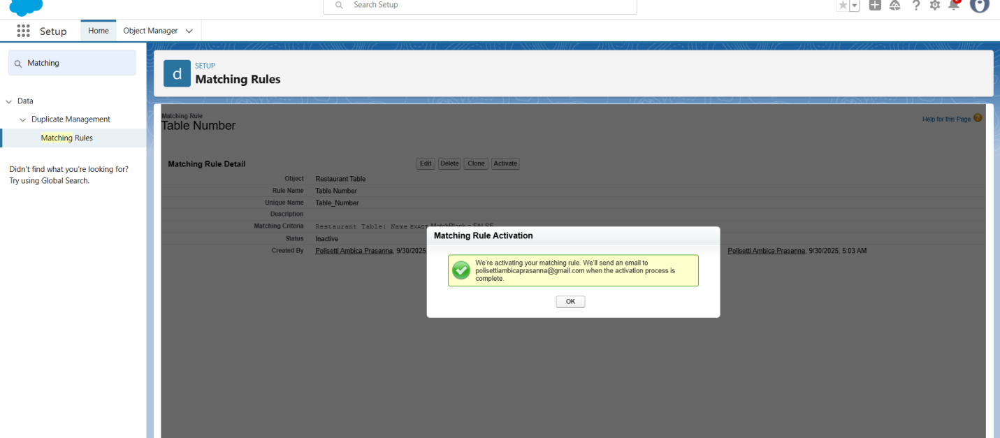 Search Setup
Setup
Home
Object Manager
Matching
Data
Duplicate Management
Matching Rules
Didn't find what you're looking for?
Try using Global Search.
d
SETUP
Matching Rules
Matching Rule
Table Number
Help for this Page ?
Matching Rule Detail
Edit Delete Clone Activate
Object Restaurant Table
Rule Name Table Number
Unique Name Table_Number
Description
Matching Criteria Restaurant Table: Name EXACT MatchBlank = FALSE
Status Inactive
Created By Polisetti Ambica Prasanna, 9/30/2025 Polisetti Ambica Prasanna, 9/30/2025, 5:03 AM
Matching Rule Activation
We're activating your matching rule. We'll send an email to
polisettiambicaprasanna@gmail.com when the activation process is
complete.
OK